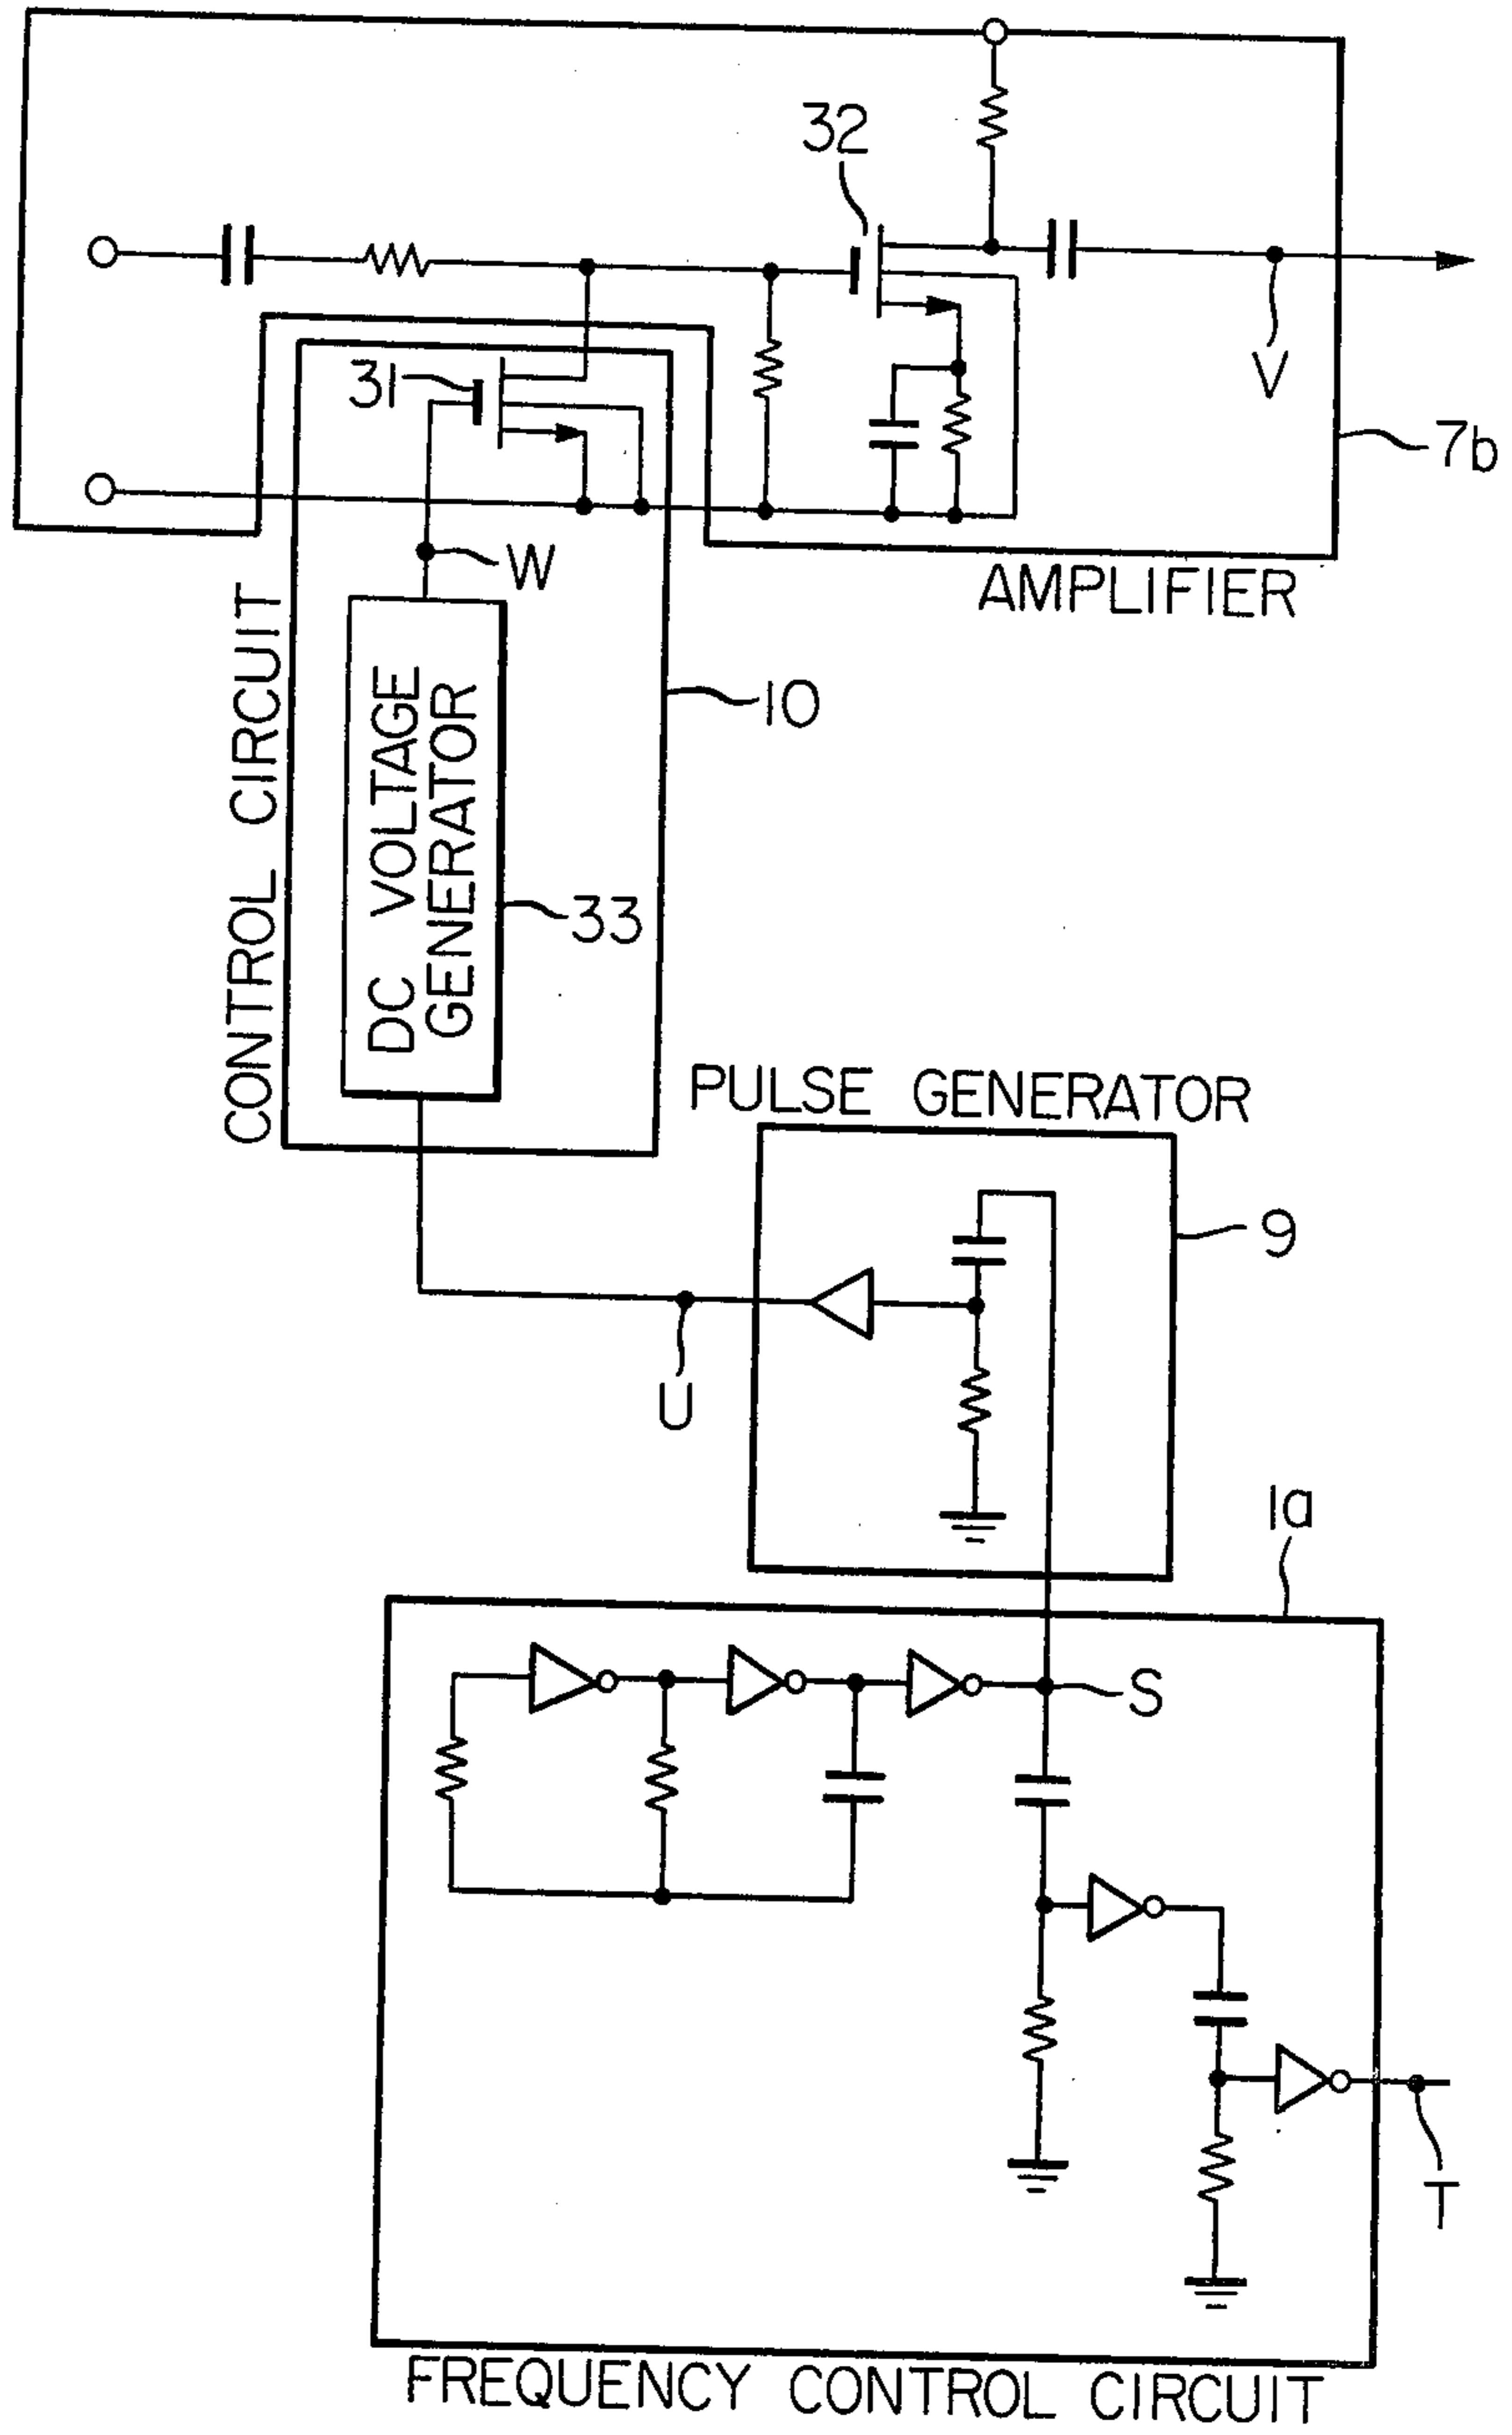 32
31
V
7b
W
AMPLIFIER
CONTROL CIRCUIT
10
DC VOLTAGE
GENERATOR
33
PULSE GENERATOR
9
U
1a
S
T
FREQUENCY CONTROL CIRCUIT